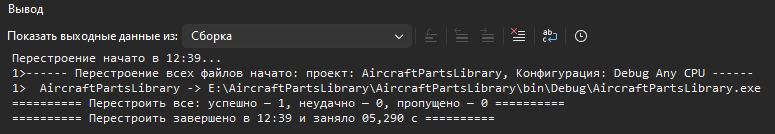 Вывод
Показать выходные данные из: Сборка
Перестроение начато в 12:39...
1>------ Перестроение всех файлов начато: проект: AircraftPartsLibrary, Конфигурация: Debug Any CPU ------
1>  AircraftPartsLibrary -> E:\AircraftPartsLibrary\AircraftPartsLibrary\bin\Debug\AircraftPartsLibrary.exe
========== Перестроить все: успешно – 1, неудачно – 0, пропущено – 0 ==========
========== Перестроение завершено в 12:39 и заняло 05,290 с ==========